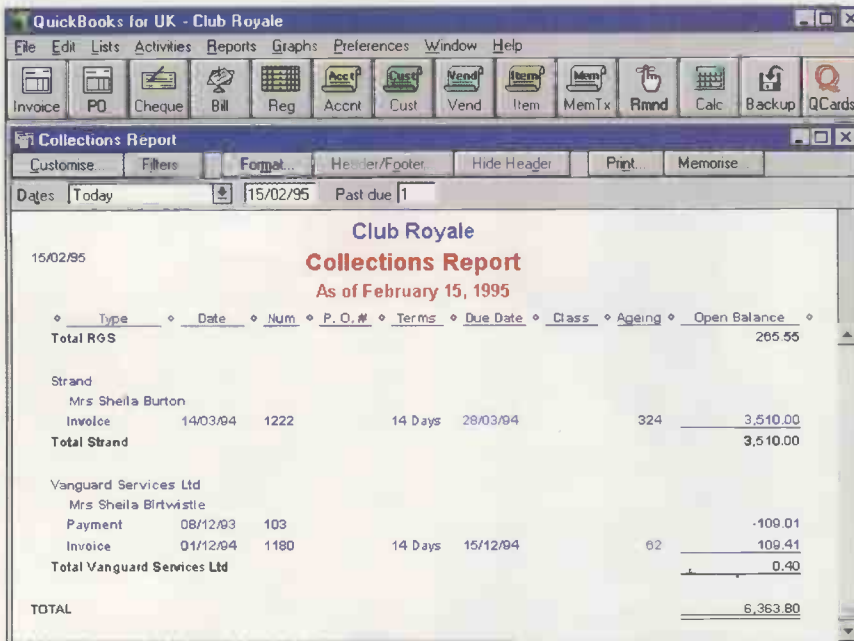 QuickBooks for UK - Club Royale
File Edit Lists Activities Reports Graphs Preferences Window Help
Acct Cust Vend Item Mem
Invoice PO Cheque Bill Reg Accnt Cust Vend Item MemTx Rmnd Calc Backup QCards
Collections Report
Customise... Filters Format... Header/Footer... Hide Header Print... Memorise...
Dates Today 15/02/95 Past due 1
Club Royale
15/02/95
Collections Report
As of February 15, 1995
Type Date Num P. O. # Terms Due Date Class Ageing Open Balance
Total RGS 265.55
Strand
Mrs Sheila Burton
Invoice 14/03/94 1222 14 Days 28/03/94 324 3,510.00
Total Strand 3,510.00
Vanguard Services Ltd
Mrs Sheila Birtwistle
Payment 08/12/93 103 -109.01
Invoice 01/12/94 1180 14 Days 15/12/94 62 109.41
Total Vanguard Services Ltd 0.40
TOTAL 6,363.80